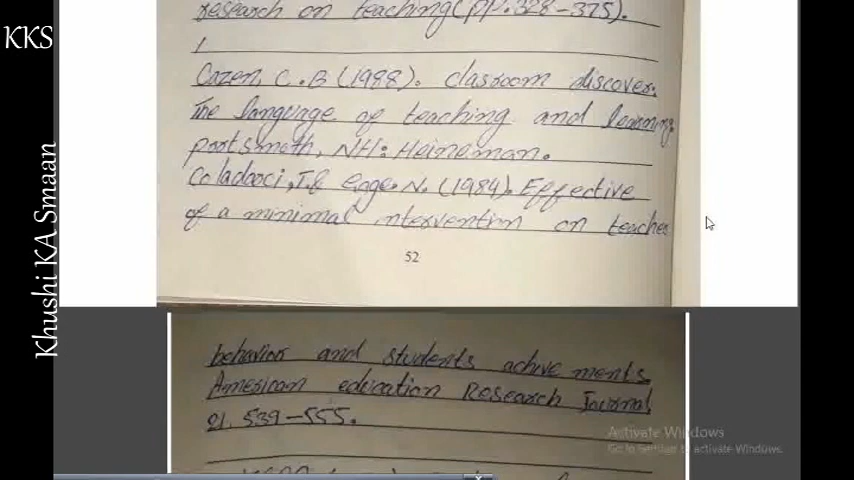 KKS
Khushi KA Smaan
research on teaching (pp. 328-375).
Cazen, C.B (1988). classroom discover.
The language of teaching and learning.
portsmeth, NH: Heineman.
Coladoci, T.& Gage. N. (1984). Effective
of a minimal intervention on teacher
52
behavior and students achivements
American education Research Journal,
21. 539-555.
Activate Windows
Go to Settings to activate Windows.